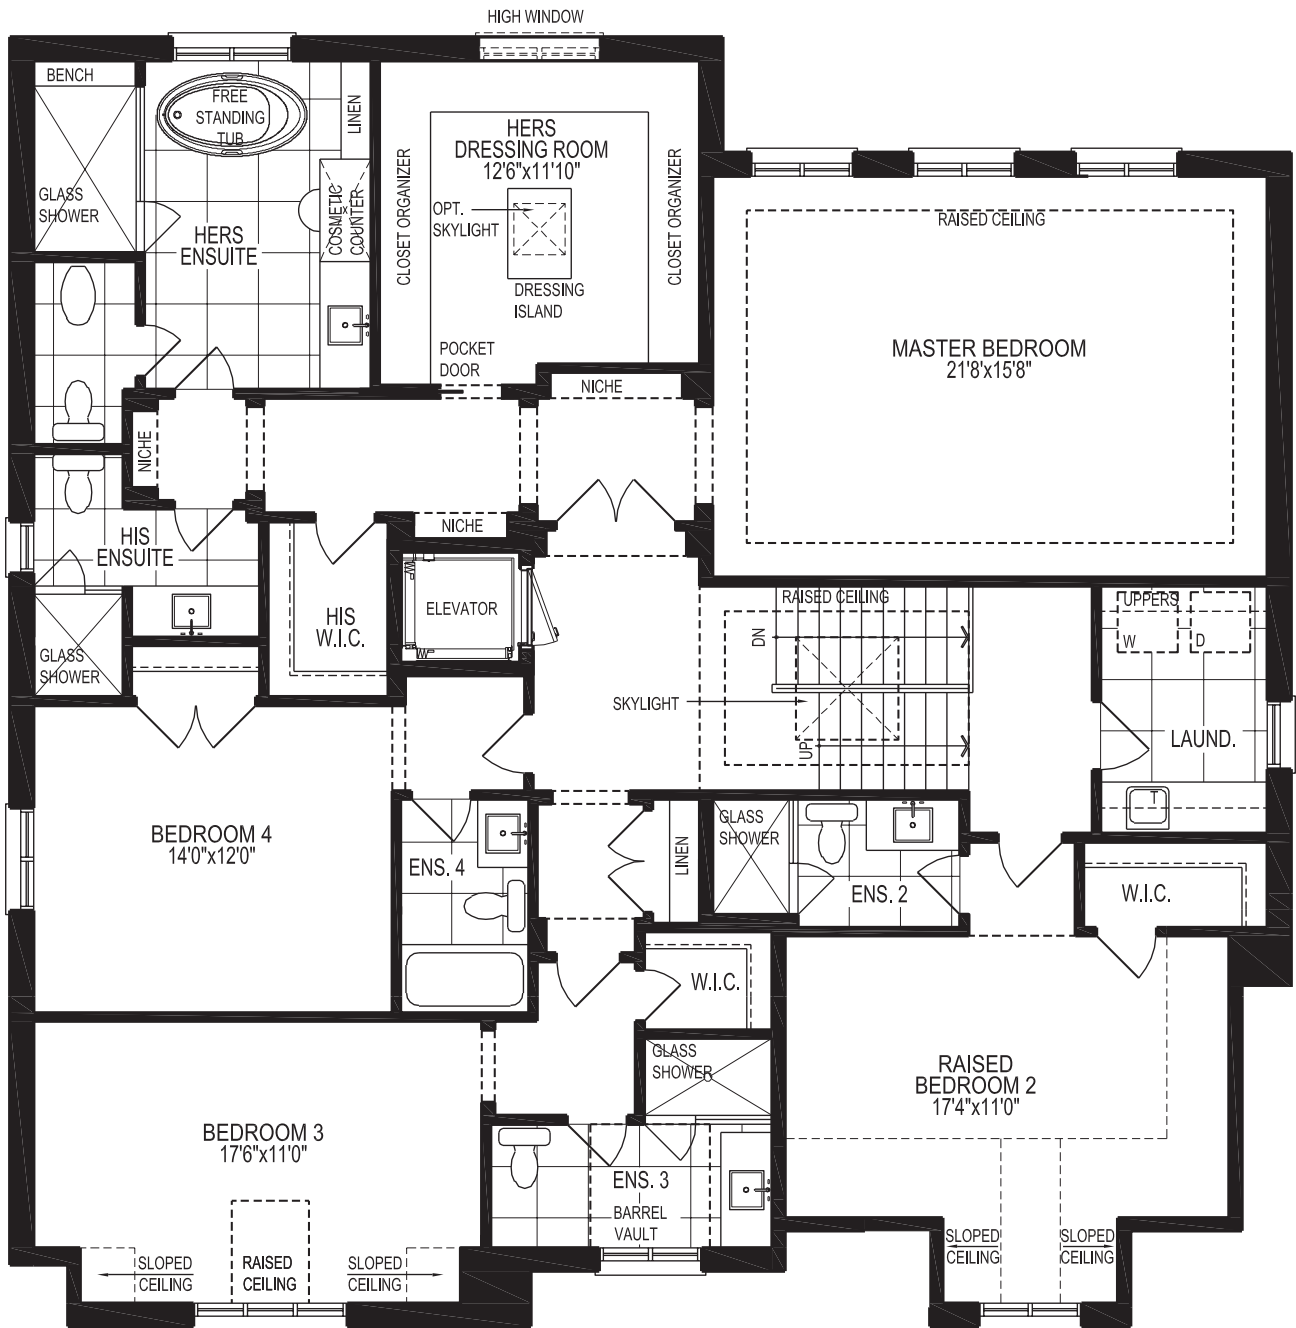 HIGH WINDOW
BENCH
FREE
STANDING
TUB
LINEN
GLASS
SHOWER
HERS
ENSUITE
COSMETIC
COUNTER
CLOSET ORGANIZER
HERS
DRESSING ROOM
12'6"x11'10"
OPT.
SKYLIGHT
DRESSING
ISLAND
CLOSET ORGANIZER
POCKET
DOOR
NICHE
RAISED CEILING
MASTER BEDROOM
21'8'x15'8"
NICHE
NICHE
HIS
ENSUITE
GLASS
SHOWER
HIS
W.I.C.
ELEVATOR
RAISED CEILING
DN
SKYLIGHT
UP
UPPERS
W
D
LAUND.
T
BEDROOM 4
14'0"x12'0"
ENS. 4
LINEN
GLASS
SHOWER
ENS. 2
W.I.C.
W.I.C.
GLASS
SHOWER
RAISED
BEDROOM 2
17'4"x11'0"
BEDROOM 3
17'6"x11'0"
ENS. 3
BARREL
VAULT
SLOPED
CEILING
RAISED
CEILING
SLOPED
CEILING
SLOPED
CEILING
SLOPED
CEILING